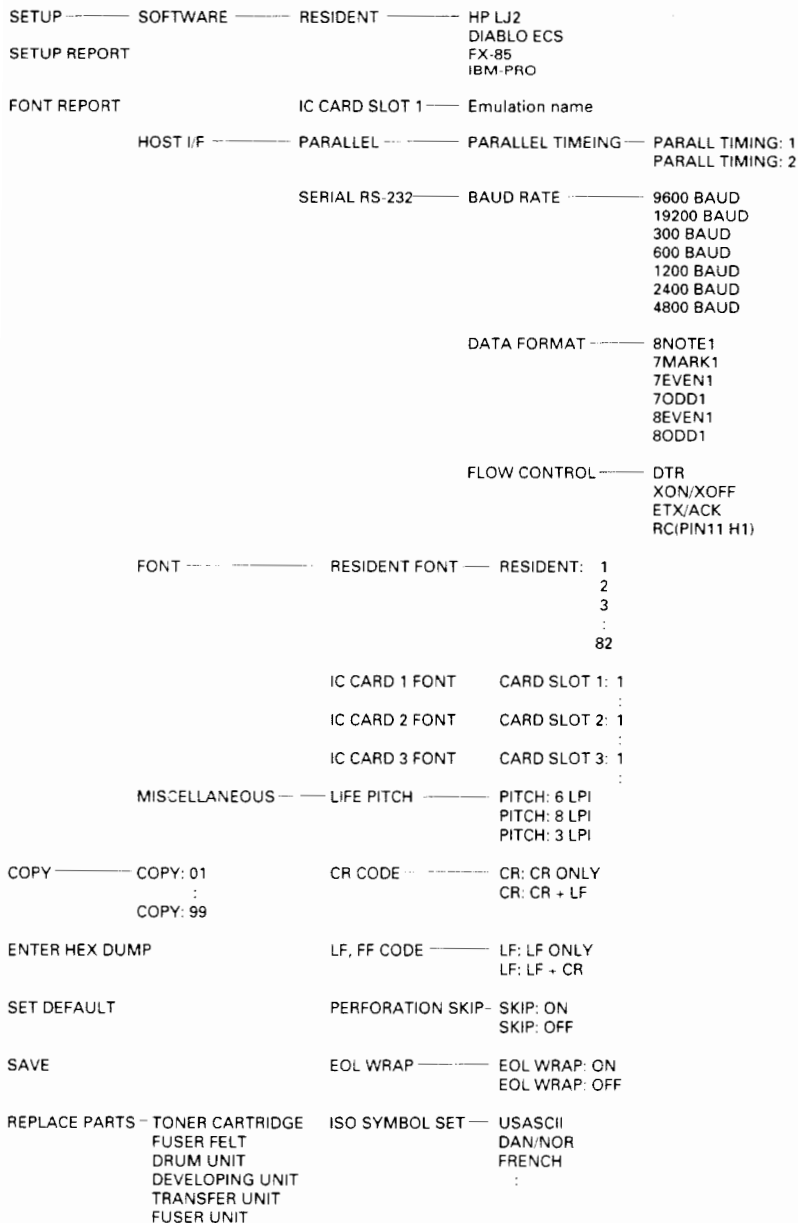 SETUP SOFTWARE RESIDENT HP LJ2
DIABLO ECS
SETUP REPORT FX-85
IBM-PRO
FONT REPORT IC CARD SLOT 1 Emulation name
HOST I/F PARALLEL PARALLEL TIMEING PARALL TIMING: 1
PARALL TIMING: 2
SERIAL RS-232 BAUD RATE 9600 BAUD
19200 BAUD
300 BAUD
600 BAUD
1200 BAUD
2400 BAUD
4800 BAUD
DATA FORMAT 8NOTE1
7MARK1
7EVEN1
7ODD1
8EVEN1
8ODD1
FLOW CONTROL DTR
XON/XOFF
ETX/ACK
RC(PIN11 H1)
FONT RESIDENT FONT RESIDENT: 1
2
3
:
82
IC CARD 1 FONT CARD SLOT 1: 1
:
IC CARD 2 FONT CARD SLOT 2: 1
:
IC CARD 3 FONT CARD SLOT 3: 1
:
MISCELLANEOUS LIFE PITCH PITCH: 6 LPI
PITCH: 8 LPI
PITCH: 3 LPI
COPY COPY: 01 CR CODE CR: CR ONLY
: CR: CR + LF
COPY: 99
ENTER HEX DUMP LF, FF CODE LF: LF ONLY
LF: LF + CR
SET DEFAULT PERFORATION SKIP SKIP: ON
SKIP: OFF
SAVE EOL WRAP EOL WRAP: ON
EOL WRAP: OFF
REPLACE PARTS TONER CARTRIDGE ISO SYMBOL SET USASCII
FUSER FELT DAN/NOR
DRUM UNIT FRENCH
DEVELOPING UNIT :
TRANSFER UNIT
FUSER UNIT